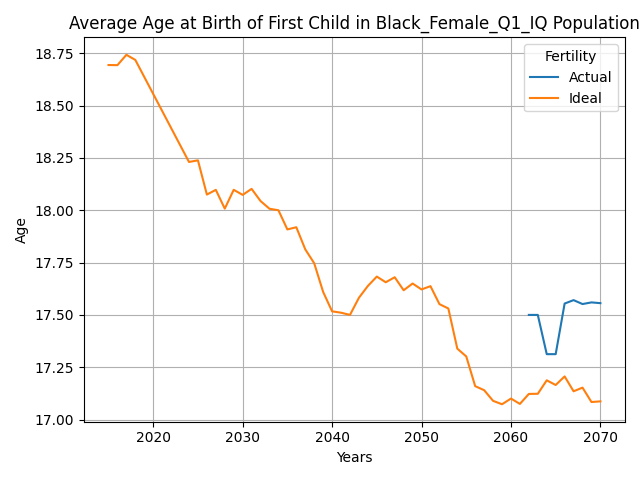 Average Age at Birth of First Child in Black_Female_Q1_IQ Population
Fertility
Actual
Ideal
18.75
18.50
18.25
18.00
17.75
17.50
17.25
17.00
Age
2020 2030 2040 2050 2060 2070
Years